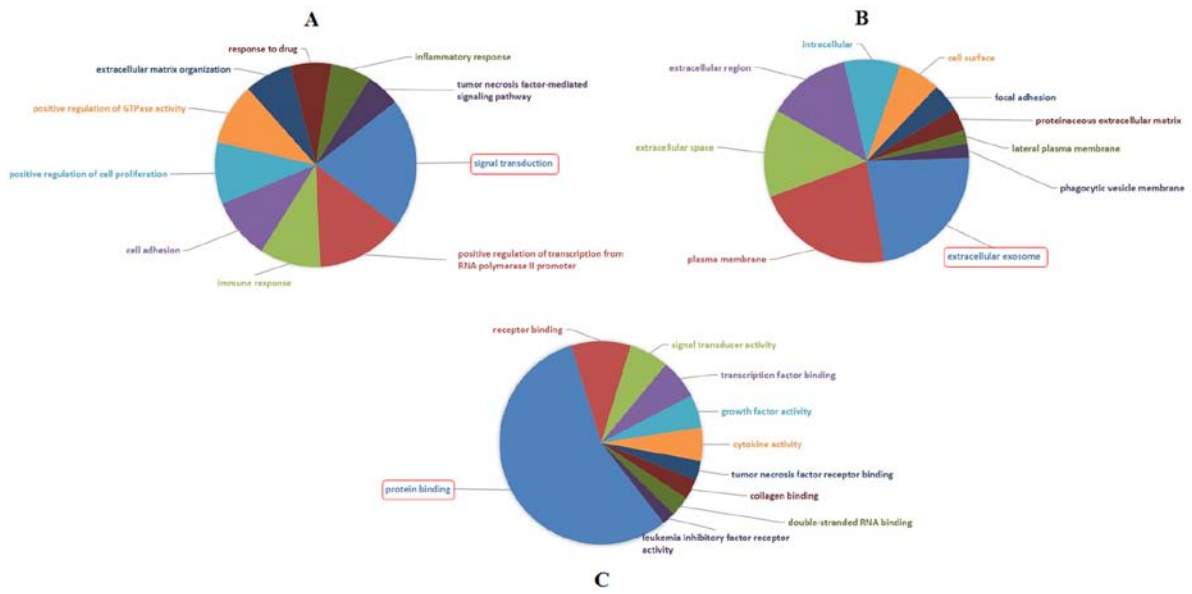 A
response to drug
inflammatory response
extracellular matrix organization
tumor necrosis factor-mediated
signaling pathway
positive regulation of GTPase activity
signal transduction
positive regulation of cell proliferation
cell adhesion
positive regulation of transcription from
RNA polymerase II promoter
immune response
B
intracellular
cell surface
extracellular region
focal adhesion
proteinaceous extracellular matrix
extracellular space
lateral plasma membrane
phagocytic vesicle membrane
plasma membrane
extracellular exosome
receptor binding
signal transducer activity
transcription factor binding
growth factor activity
cytokine activity
tumor necrosis factor receptor binding
protein binding
collagen binding
double-stranded RNA binding
leukemia inhibitory factor receptor
activity
C